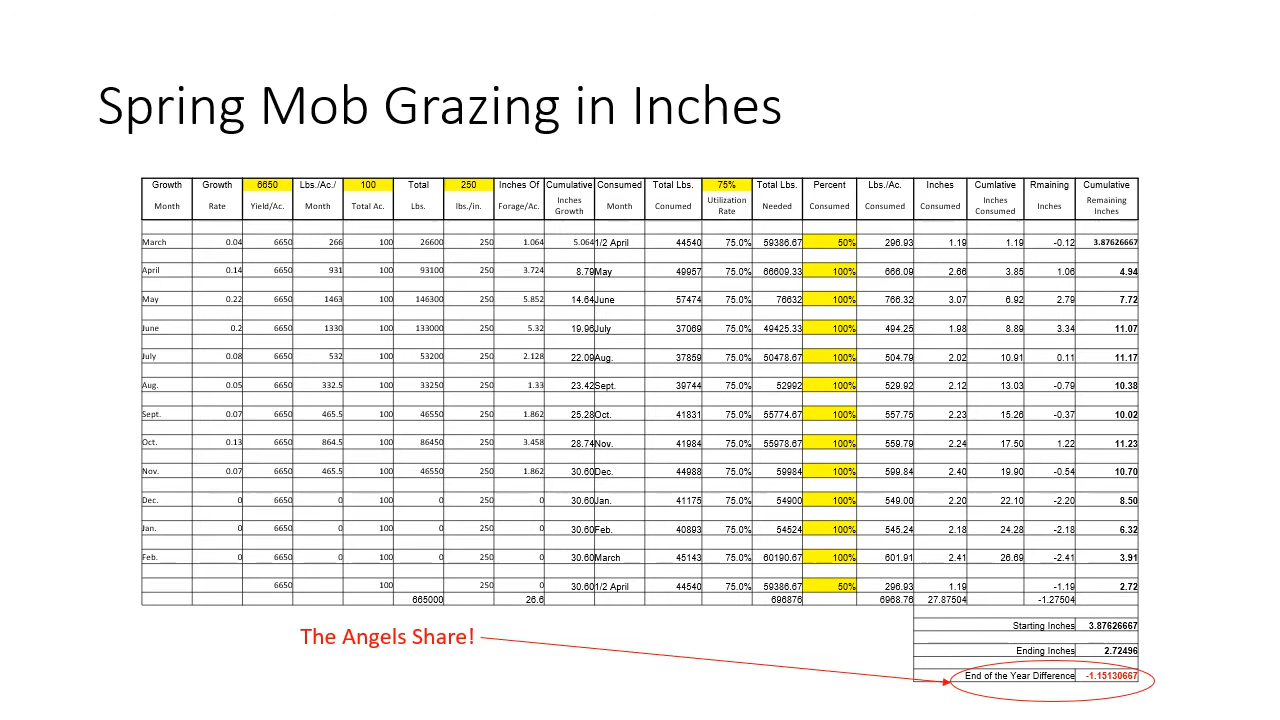 Spring Mob Grazing in Inches
Growth Growth 6650 Lbs./Ac./ 100 Total 250 Inches Of Cumulative Consumed Total Lbs. 75% Total Lbs. Percent Lbs./Ac. Inches Cumlative Rmaining Cumulative
Month Rate Yield/Ac. Month Total Ac. Lbs. lbs./in. Forage/Ac. Inches Growth Month Conumed Utilization Rate Needed Consumed Consumed Consumed Inches Consumed Inches Remaining Inches
March 0.04 6650 266 100 26600 250 1.064 5.064 1/2 April 44540 75.0% 59386.67 50% 296.93 1.19 1.19 -0.12 3.87626667
April 0.14 6650 931 100 93100 250 3.724 8.79 May 49957 75.0% 66609.33 100% 666.09 2.66 3.85 1.06 4.94
May 0.22 6650 1463 100 146300 250 5.852 14.64 June 57474 75.0% 76632 100% 766.32 3.07 6.92 2.79 7.72
June 0.2 6650 1330 100 133000 250 5.32 19.96 July 37069 75.0% 49425.33 100% 494.25 1.98 8.89 3.34 11.07
July 0.08 6650 532 100 53200 250 2.128 22.09 Aug. 37859 75.0% 50478.67 100% 504.79 2.02 10.91 0.11 11.17
Aug. 0.05 6650 332.5 100 33250 250 1.33 23.42 Sept. 39744 75.0% 52992 100% 529.92 2.12 13.03 -0.79 10.38
Sept. 0.07 6650 465.5 100 46550 250 1.862 25.28 Oct. 41831 75.0% 55774.67 100% 557.75 2.23 15.26 -0.37 10.02
Oct. 0.13 6650 864.5 100 86450 250 3.458 28.74 Nov. 41984 75.0% 55978.67 100% 559.79 2.24 17.50 1.22 11.23
Nov. 0.07 6650 465.5 100 46550 250 1.862 30.60 Dec. 44988 75.0% 59984 100% 599.84 2.40 19.90 -0.54 10.70
Dec. 0 6650 0 100 0 250 0 30.60 Jan. 41175 75.0% 54900 100% 549.00 2.20 22.10 -2.20 8.50
Jan. 0 6650 0 100 0 250 0 30.60 Feb. 40893 75.0% 54524 100% 545.24 2.18 24.28 -2.18 6.32
Feb. 0 6650 0 100 0 250 0 30.60 March 45143 75.0% 60190.67 100% 601.91 2.41 26.69 -2.41 3.91
6650 100 250 0 30.60 1/2 April 44540 75.0% 59386.67 50% 296.93 1.19 -1.19 2.72
665000 26.6 696876 6968.76 27.87504 -1.27504
Starting Inches 3.87626667
The Angels Share!
Ending Inches 2.72496
End of the Year Difference -1.15130667